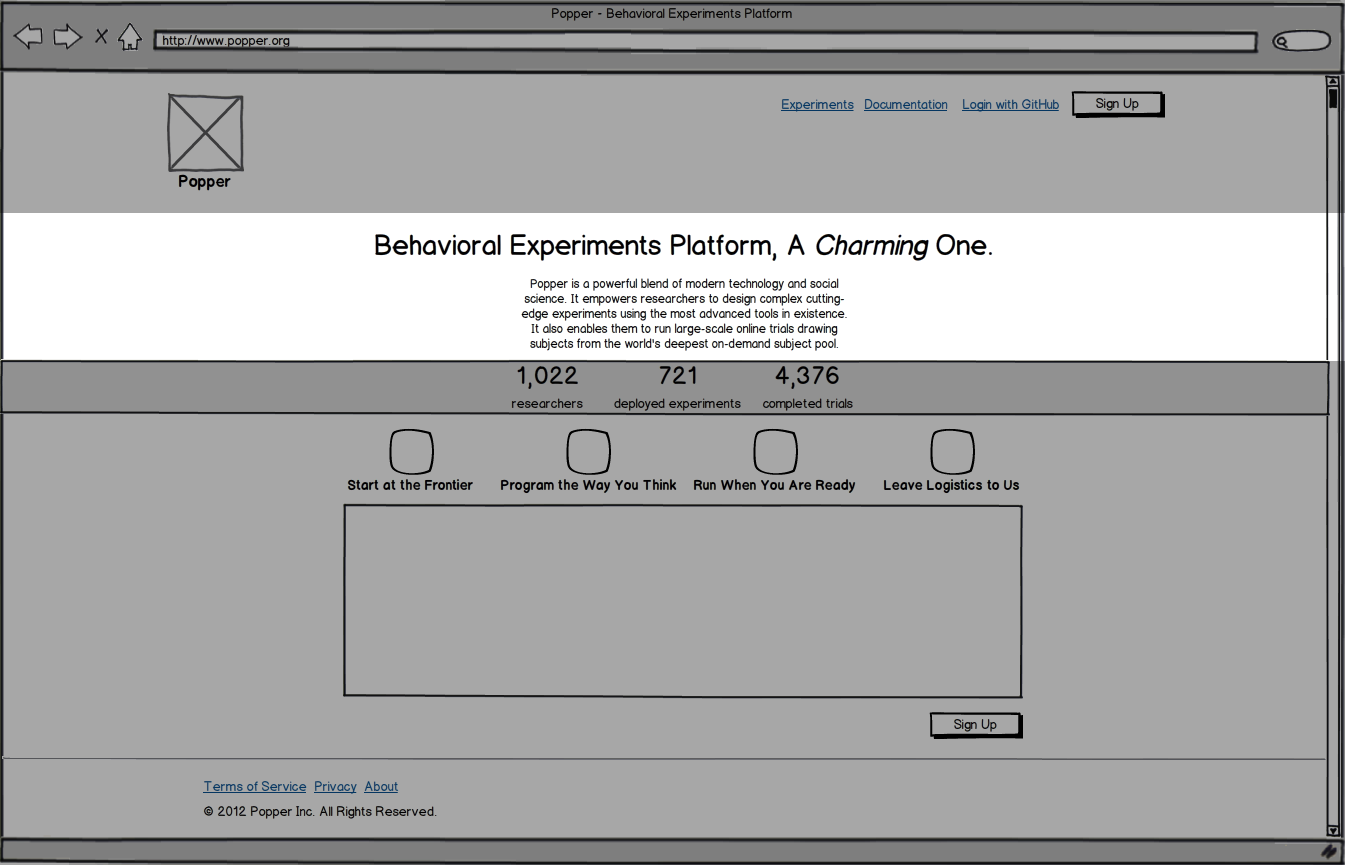 Popper - Behavioral Experiments Platform
http://www.popper.org
Experiments Documentation Login with GitHub Sign Up
Popper
Behavioral Experiments Platform, A Charming One.
Popper is a powerful blend of modern technology and social
science. It empowers researchers to design complex cutting-
edge experiments using the most advanced tools in existence.
It also enables them to run large-scale online trials drawing
subjects from the world's deepest on-demand subject pool.
1,022 721 4,376
researchers deployed experiments completed trials
Start at the Frontier Program the Way You Think Run When You Are Ready Leave Logistics to Us
Sign Up
Terms of Service Privacy About
© 2012 Popper Inc. All Rights Reserved.